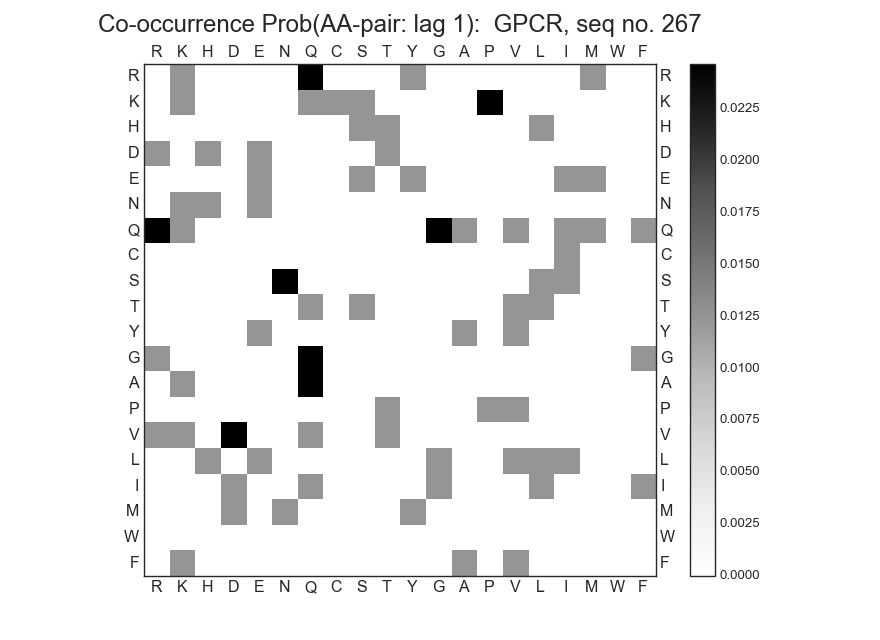 Co-occurrence Prob(AA-pair: lag 1):  GPCR, seq no. 267
R K H D E N Q C S T Y G A P V L I M W F
R R
K K
H H
D D
E E
N N
Q Q
C C
S S
T T
Y Y
G G
A A
P P
V V
L L
I I
M M
W W
F F
R K H D E N Q C S T Y G A P V L I M W F
0.0225
0.0200
0.0175
0.0150
0.0125
0.0100
0.0075
0.0050
0.0025
0.0000